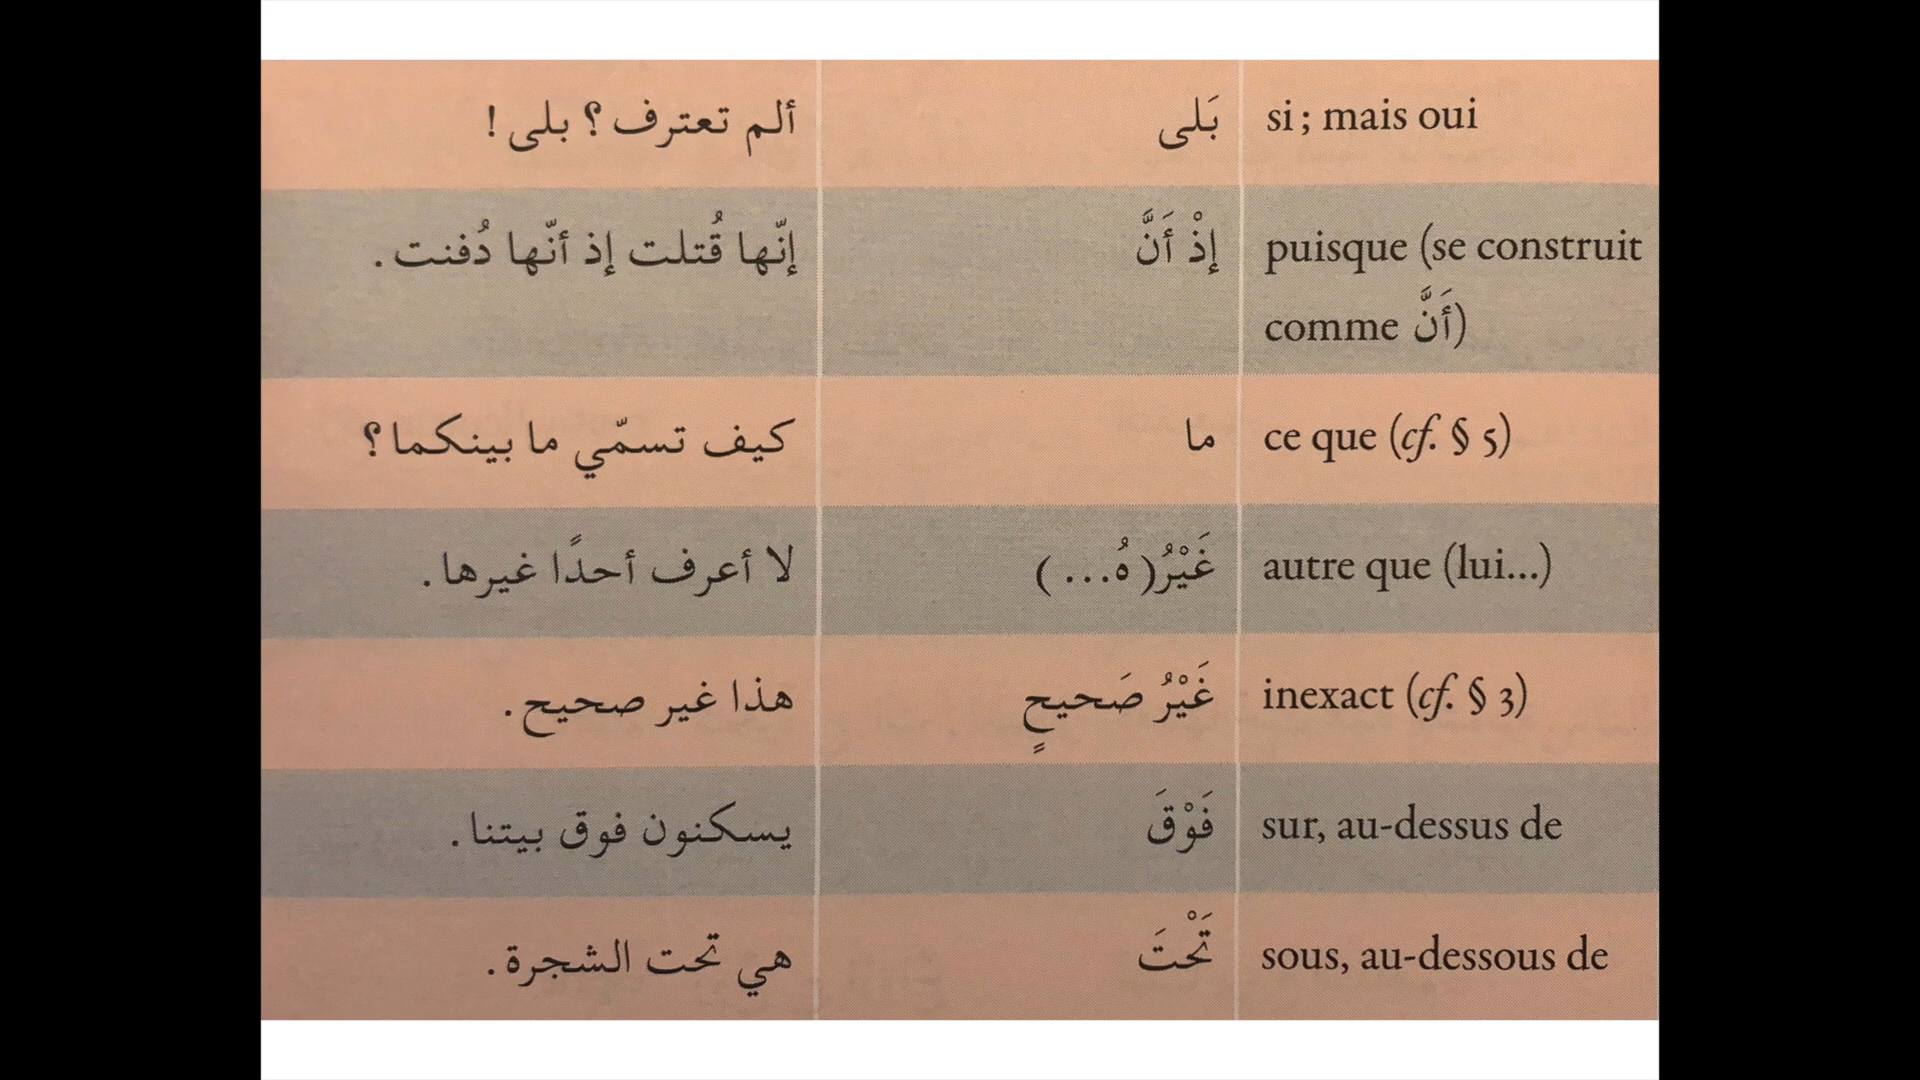 si ; mais oui بَلى ألم تعترف ؟ بلى !
puisque (se construit إِذْ أَنَّ إنّها قُتلت إذ أنّها دُفنت .
comme أَنَّ)
ce que (cf. § 5) ما كيف تسمّي ما بينكما ؟
autre que (lui...) غَيْرُ( هُ... ) لا أعرف أحدًا غيرها .
inexact (cf. § 3) غَيْرُ صَحيحٍ هذا غير صحيح .
sur, au-dessus de فَوْقَ يسكنون فوق بيتنا .
sous, au-dessous de تَحْتَ هي تحت الشجرة .